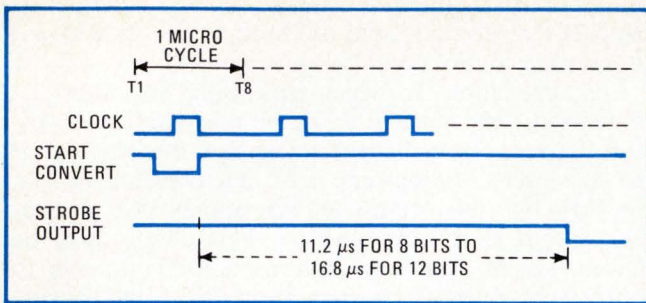 1 MICRO
CYCLE
T1 T8
CLOCK
START
CONVERT
STROBE
OUTPUT
11.2 μs FOR 8 BITS TO
16.8 μs FOR 12 BITS